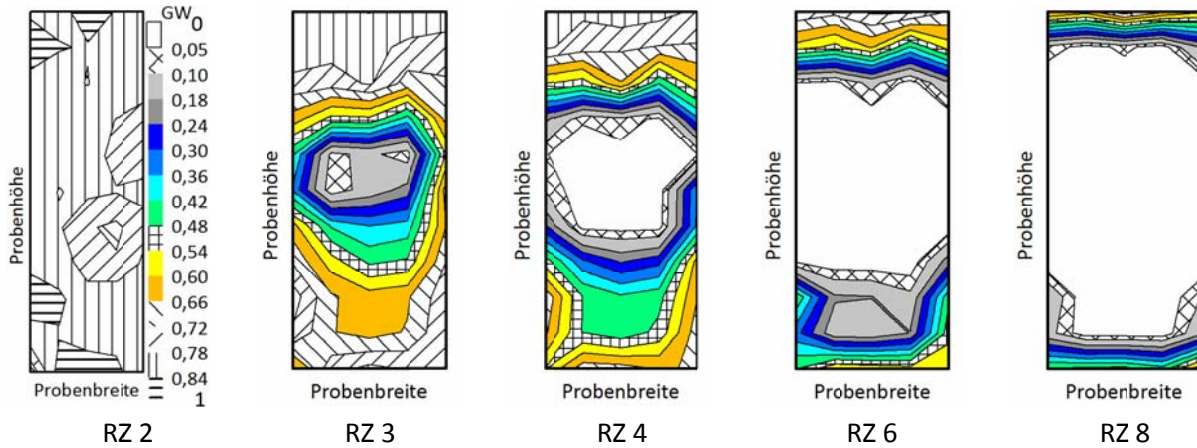 GW
0
0,05
0,10
0,18
0,24
0,30
0,36
0,42
0,48
0,54
0,60
0,66
0,72
0,78
0,84
1
Probenhöhe
Probenbreite
RZ 2
Probenhöhe
Probenbreite
RZ 3
Probenhöhe
Probenbreite
RZ 4
Probenhöhe
Probenbreite
RZ 6
Probenhöhe
Probenbreite
RZ 8